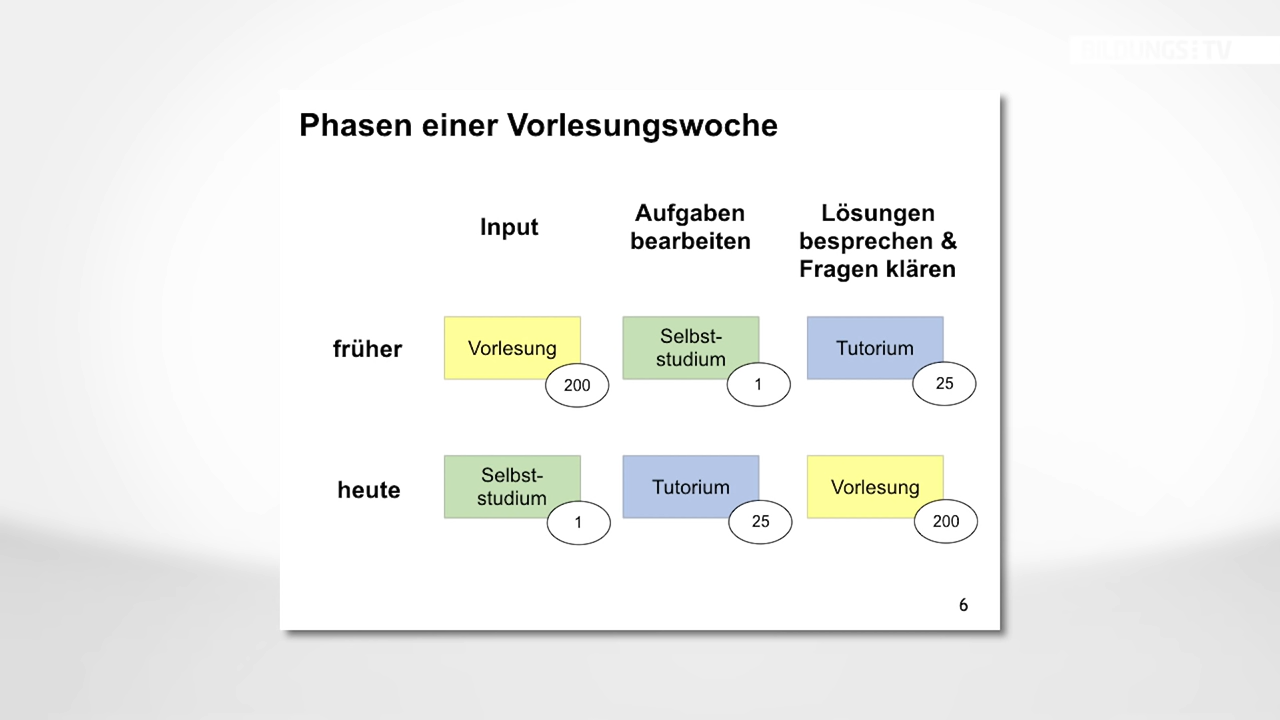 BILDUNGS TV
Phasen einer Vorlesungswoche
Input
Aufgaben
bearbeiten
Lösungen
besprechen &
Fragen klären
früher
Vorlesung
200
Selbst-
studium
1
Tutorium
25
heute
Selbst-
studium
1
Tutorium
25
Vorlesung
200
6